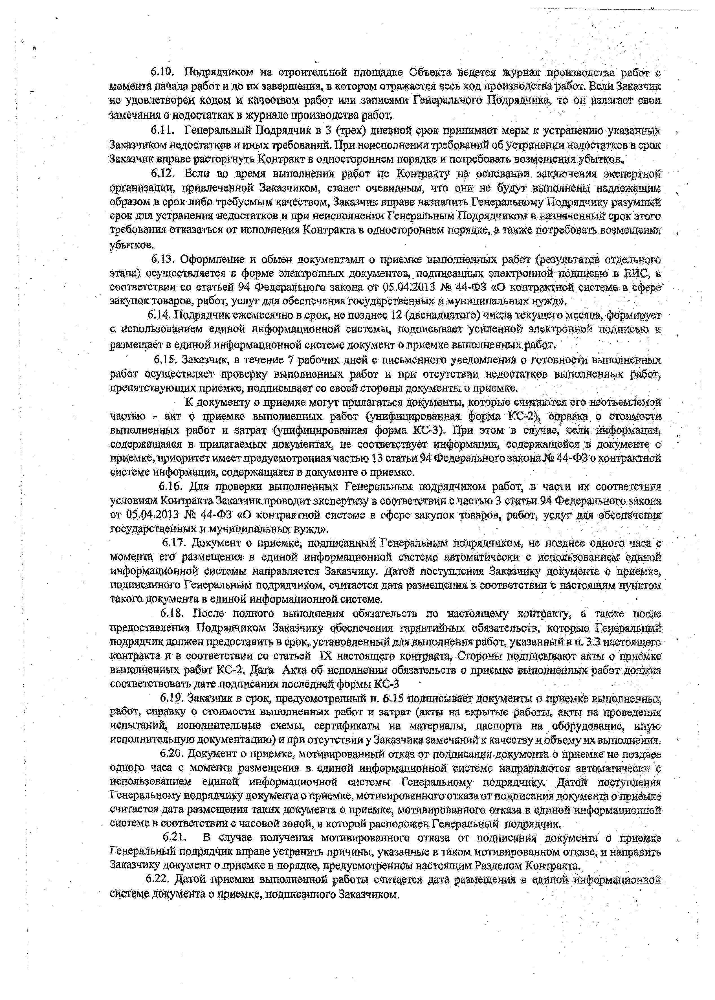 6.10. Подрядчиком на строительной площадке Объекта ведется журнал производства работ с
момента начала работ и до их завершения, в котором отражается весь ход производства работ. Если Заказчик
не удовлетворен ходом и качеством работ или записями Генерального Подрядчика, то он излагает свои
замечания о недостатках в журнале производства работ.
6.11. Генеральный Подрядчик в 3 (трех) дневной срок принимает меры к устранению указанных
Заказчиком недостатков и иных требований. При неисполнении требований об устранении недостатков в срок
Заказчик вправе расторгнуть Контракт в одностороннем порядке и потребовать возмещения убытков.
6.12. Если во время выполнения работ по Контракту на основании заключения экспертной
организации, привлеченной Заказчиком, станет очевидным, что они не будут выполнены надлежащим
образом в срок либо требуемым качеством, Заказчик вправе назначить Генеральному Подрядчику разумный
срок для устранения недостатков и при неисполнении Генеральным Подрядчиком в назначенный срок этого
требования отказаться от исполнения Контракта в одностороннем порядке, а также потребовать возмещения
убытков.
6.13. Оформление и обмен документами о приемке выполненных работ (результатов отдельного
этапа) осуществляется в форме электронных документов, подписанных электронной подписью в ЕИС, в
соответствии со статьей 94 Федерального закона от 05.04.2013 № 44-ФЗ «О контрактной системе в сфере
закупок товаров, работ, услуг для обеспечения государственных и муниципальных нужд».
6.14. Подрядчик ежемесячно в срок, не позднее 12 (двенадцатого) числа текущего месяца, формирует
с использованием единой информационной системы, подписывает усиленной электронной подписью и
размещает в единой информационной системе документ о приемке выполненных работ.
6.15. Заказчик, в течение 7 рабочих дней с письменного уведомления о готовности выполненных
работ осуществляет проверку выполненных работ и при отсутствии недостатков выполненных работ,
препятствующих приемке, подписывает со своей стороны документы о приемке.
К документу о приемке могут прилагаться документы, которые считаются его неотъемлемой
частью - акт о приемке выполненных работ (унифицированная форма КС-2), справка о стоимости
выполненных работ и затрат (унифицированная форма КС-3). При этом в случае, если информация,
содержащаяся в прилагаемых документах, не соответствует информации, содержащейся в документе о
приемке, приоритет имеет предусмотренная частью 13 статьи 94 Федерального закона № 44-ФЗ о контрактной
системе информация, содержащаяся в документе о приемке.
6.16. Для проверки выполненных Генеральным подрядчиком работ, в части их соответствия
условиям Контракта Заказчик проводит экспертизу в соответствии с частью 3 статьи 94 Федерального закона
от 05.04.2013 № 44-ФЗ «О контрактной системе в сфере закупок товаров, работ, услуг для обеспечения
государственных и муниципальных нужд».
6.17. Документ о приемке, подписанный Генеральным подрядчиком, не позднее одного часа с
момента его размещения в единой информационной системе автоматически с использованием единой
информационной системы направляется Заказчику. Датой поступления Заказчику документа о приемке,
подписанного Генеральным подрядчиком, считается дата размещения в соответствии с настоящим пунктом
такого документа в единой информационной системе.
6.18. После полного выполнения обязательств по настоящему контракту, а также после
предоставления Подрядчиком Заказчику обеспечения гарантийных обязательств, которые Генеральный
подрядчик должен предоставить в срок, установленный для выполнения работ, указанный в п. 3.3 настоящего
контракта и в соответствии со статьей IX настоящего контракта, Стороны подписывают акты о приемке
выполненных работ КС-2. Дата Акта об исполнении обязательств о приемке выполненных работ должна
соответствовать дате подписания последней формы КС-3
6.19. Заказчик в срок, предусмотренный п. 6.15 подписывает документы о приемке выполненных
работ, справку о стоимости выполненных работ и затрат (акты на скрытые работы, акты на проведения
испытаний, исполнительные схемы, сертификаты на материалы, паспорта на оборудование, иную
исполнительную документацию) и при отсутствии у Заказчика замечаний к качеству и объему их выполнения.
6.20. Документ о приемке, мотивированный отказ от подписания документа о приемке не позднее
одного часа с момента размещения в единой информационной системе направляются автоматически с
использованием единой информационной системы Генеральному подрядчику. Датой поступления
Генеральному подрядчику документа о приемке, мотивированного отказа от подписания документа о приемке
считается дата размещения таких документа о приемке, мотивированного отказа в единой информационной
системе в соответствии с часовой зоной, в которой расположен Генеральный подрядчик.
6.21. В случае получения мотивированного отказа от подписания документа о приемке
Генеральный подрядчик вправе устранить причины, указанные в таком мотивированном отказе, и направить
Заказчику документ о приемке в порядке, предусмотренном настоящим Разделом Контракта.
6.22. Датой приемки выполненной работы считается дата размещения в единой информационной
системе документа о приемке, подписанного Заказчиком.